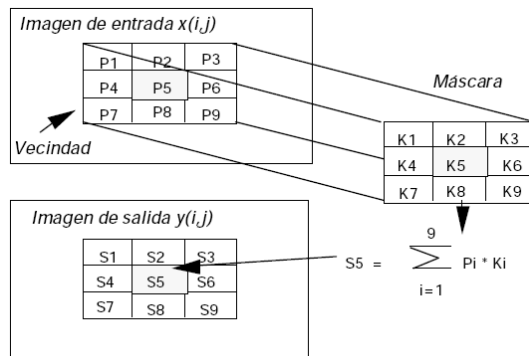 Imagen de entrada x(i,j)
P1 P2 P3
P4 P5 P6
P7 P8 P9
Vecindad
Máscara
K1 K2 K3
K4 K5 K6
K7 K8 K9
Imagen de salida y(i,j)
S1 S2 S3
S4 S5 S6
S7 S8 S9
9
S5 = ∑ Pi * Ki
i=1